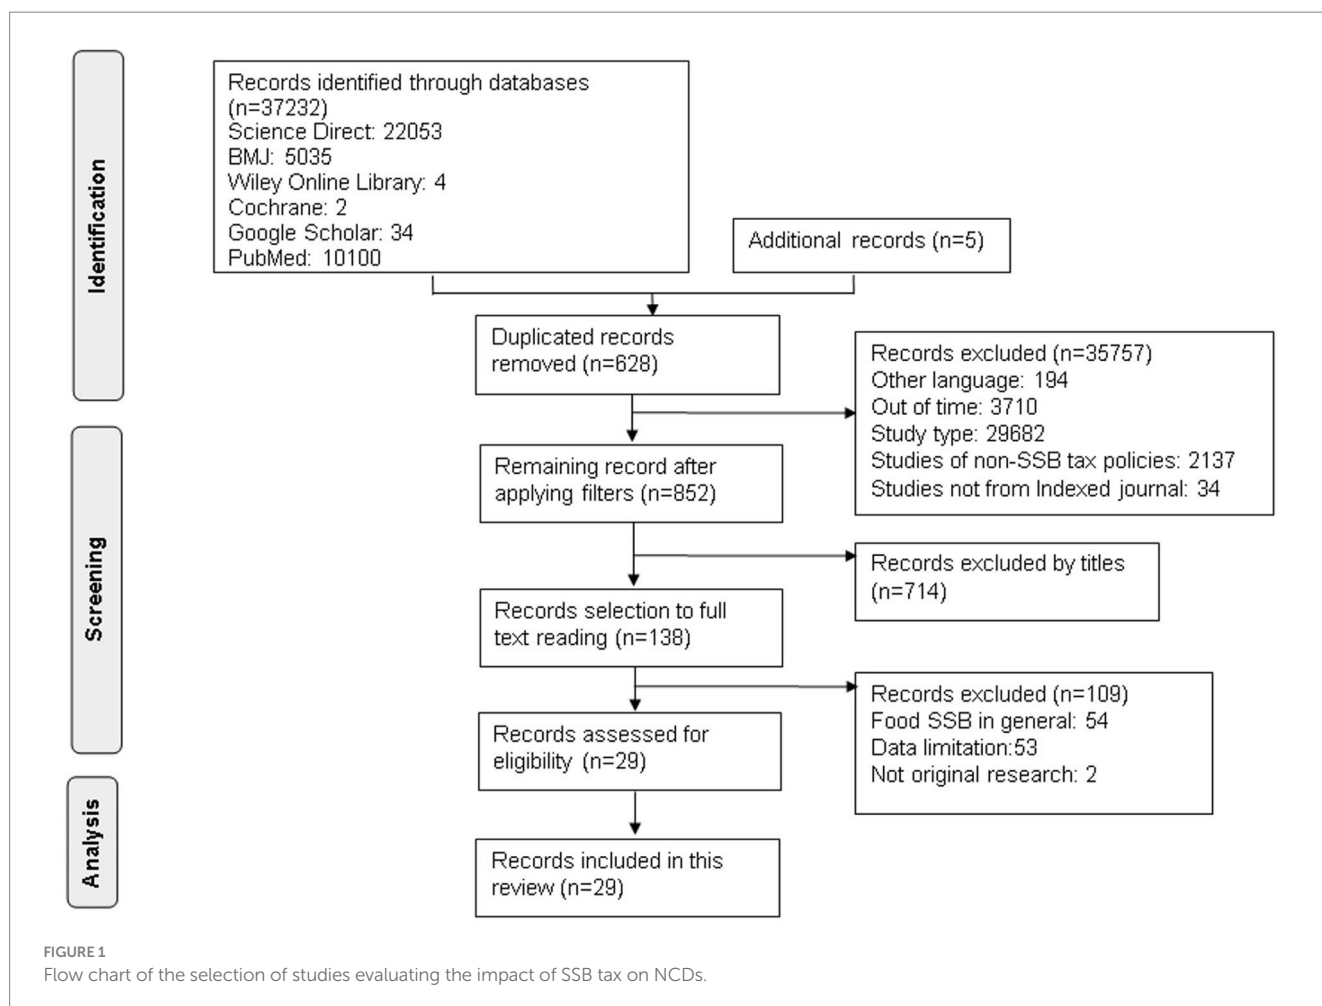 Identification
Records identified through databases
(n=37232)
Science Direct: 22053
BMJ: 5035
Wiley Online Library: 4
Cochrane: 2
Google Scholar: 34
PubMed: 10100
Additional records (n=5)
Duplicated records
removed (n=628)
Records excluded (n=35757)
Other language: 194
Out of time: 3710
Study type: 29682
Studies of non-SSB tax policies: 2137
Studies not from Indexed journal: 34
Screening
Remaining record after
applying filters (n=852)
Records excluded by titles
(n=714)
Records selection to full
text reading (n=138)
Records excluded (n=109)
Food SSB in general: 54
Data limitation:53
Not original research: 2
Records assessed for
eligibility (n=29)
Analysis
Records included in this
review (n=29)
FIGURE 1
Flow chart of the selection of studies evaluating the impact of SSB tax on NCDs.